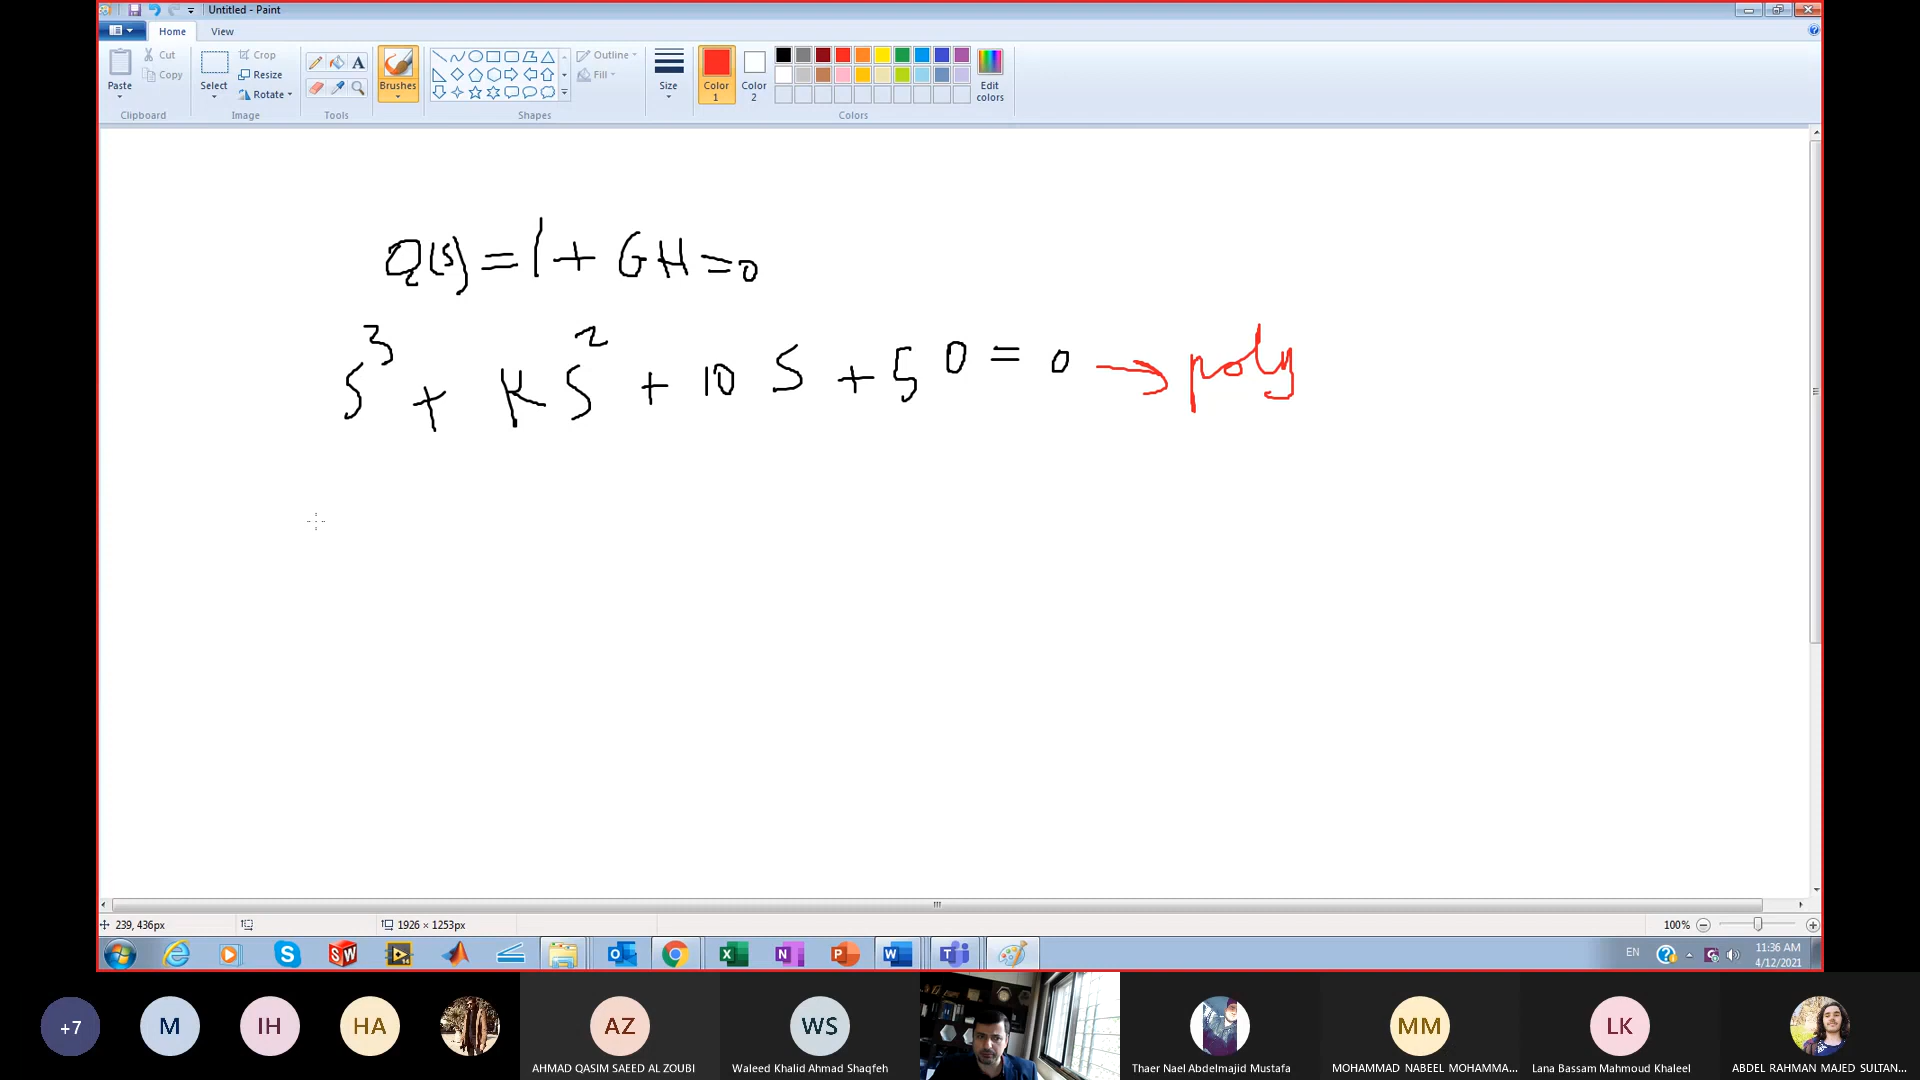 Untitled - Paint
Home View
Paste
Cut
Copy
Clipboard
Select
Crop
Resize
Rotate
Image
Tools
Brushes
Shapes
Outline
Fill
Size
Color 1
Color 2
Edit colors
Colors
Q(s) = 1 + GH = 0
S³ + KS² + 10 S + 50 = 0 → poly
239, 436px
1926 × 1253px
100%
EN
11:36 AM
4/12/2021
+7
M
IH
HA
AZ
AHMAD QASIM SAEED AL ZOUBI
WS
Waleed Khalid Ahmad Shaqfeh
Thaer Nael Abdelmajid Mustafa
MM
MOHAMMAD NABEEL MOHAMMA...
LK
Lana Bassam Mahmoud Khaleel
ABDEL RAHMAN MAJED SULTAN...